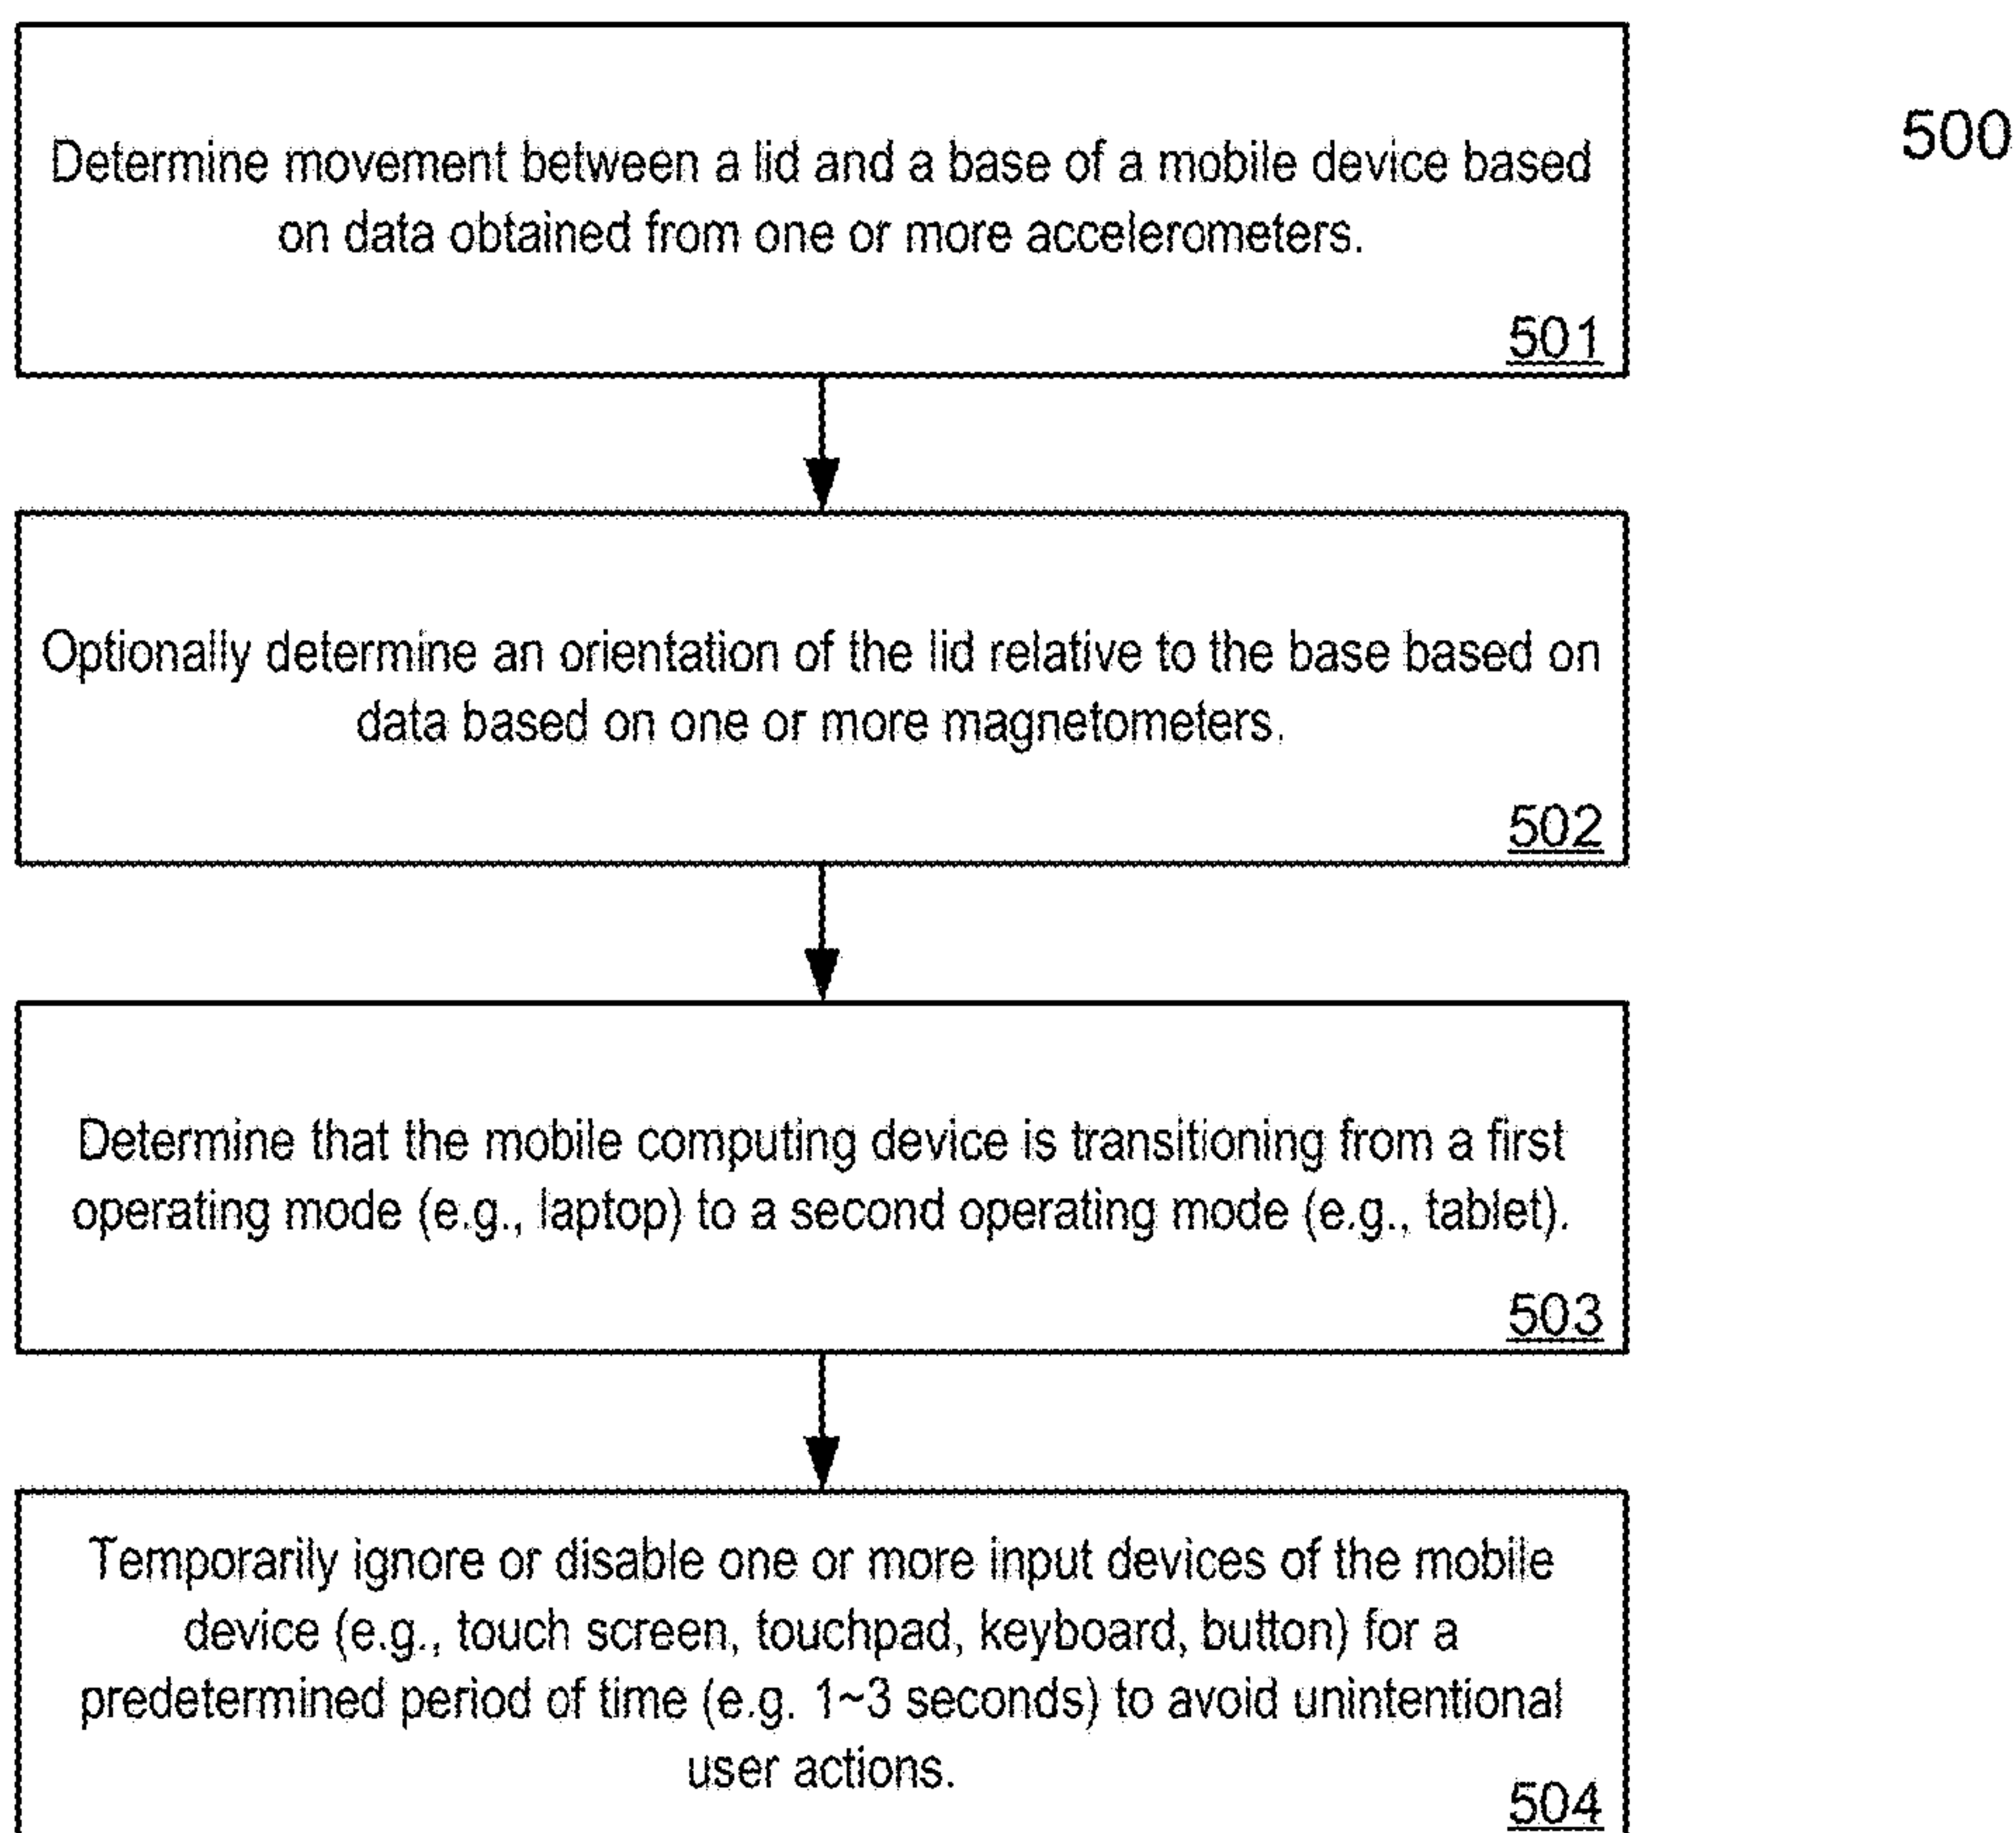 500
Determine movement between a lid and a base of a mobile device based
on data obtained from one or more accelerometers.
501
Optionally determine an orientation of the lid relative to the base based on
data based on one or more magnetometers.
502
Determine that the mobile computing device is transitioning from a first
operating mode (e.g., laptop) to a second operating mode (e.g., tablet).
503
Temporarily ignore or disable one or more input devices of the mobile
device (e.g., touch screen, touchpad, keyboard, button) for a
predetermined period of time (e.g. 1~3 seconds) to avoid unintentional
user actions.
504